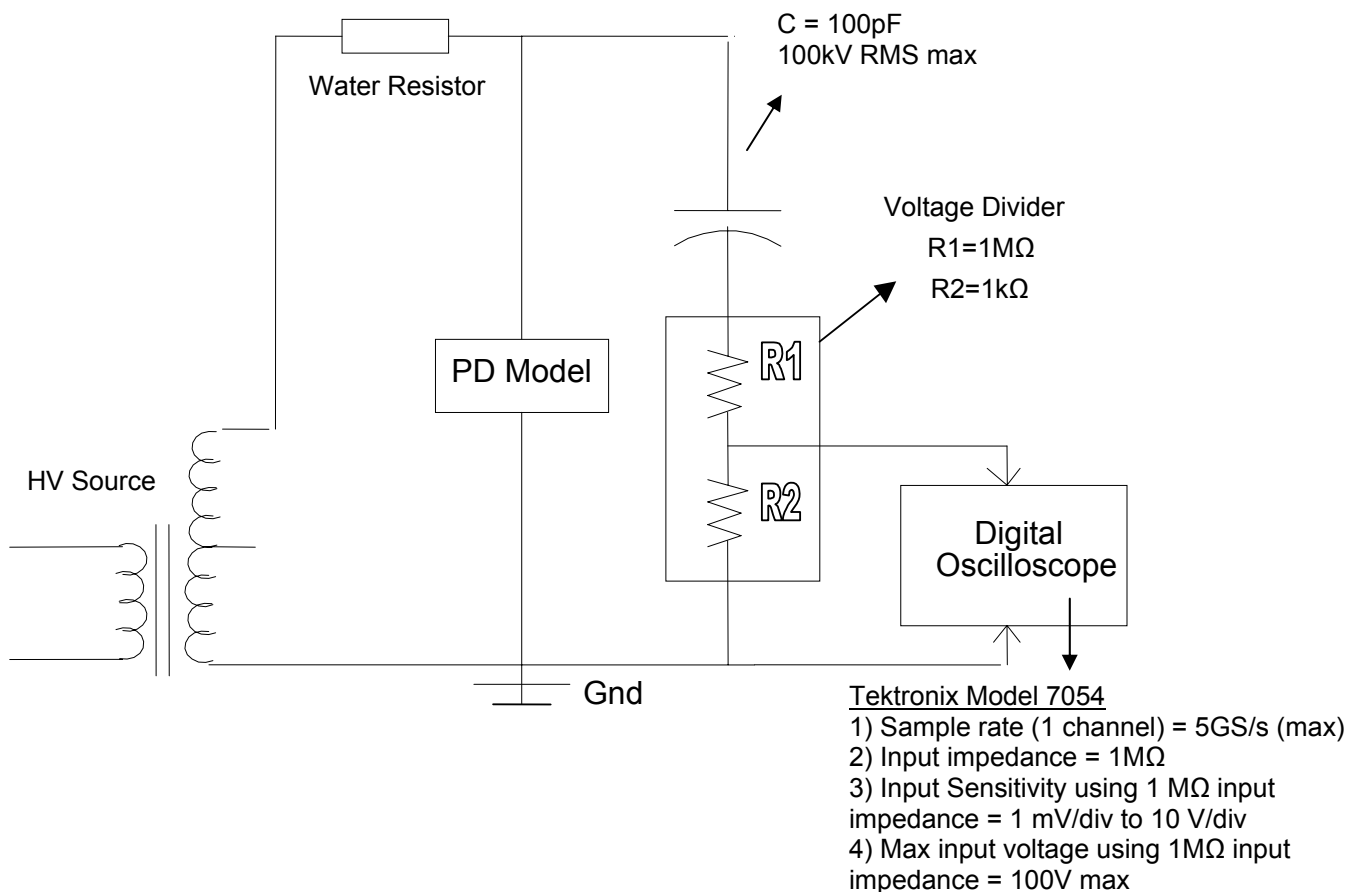 C = 100pF
100kV RMS max
Water Resistor
Voltage Divider
R1=1MΩ
R2=1kΩ
R1
PD Model
HV Source
R2
Digital
Oscilloscope
Gnd
Tektronix Model 7054
1) Sample rate (1 channel) = 5GS/s (max)
2) Input impedance = 1MΩ
3) Input Sensitivity using 1 MΩ input
impedance = 1 mV/div to 10 V/div
4) Max input voltage using 1MΩ input
impedance = 100V max